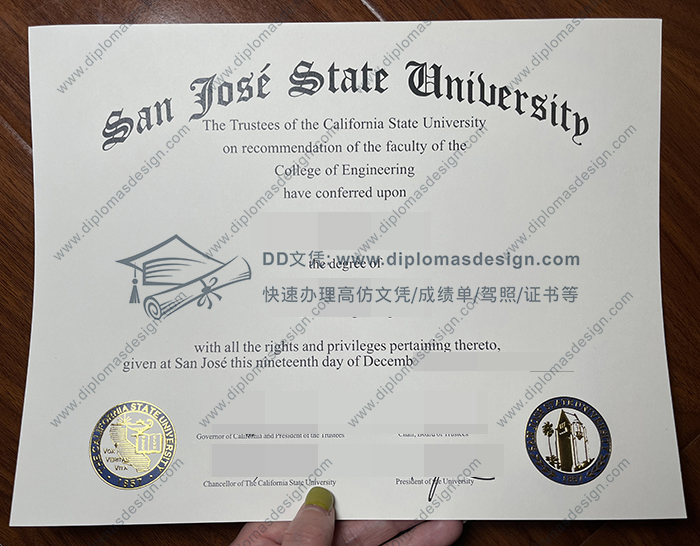 San José State University
The Trustees of the California State University
on recommendation of the faculty of the
College of Engineering
have conferred upon
DD文凭: www.diplomasdesign.com
the degree of
快速办理高仿文凭/成绩单/驾照/证书等
with all the rights and privileges pertaining thereto,
given at San José this nineteenth day of Decemb
Governor of California and President of the Trustees
Chair, Board of Trustees
Chancellor of The California State University
President of the University
www.diplomasdesign.com